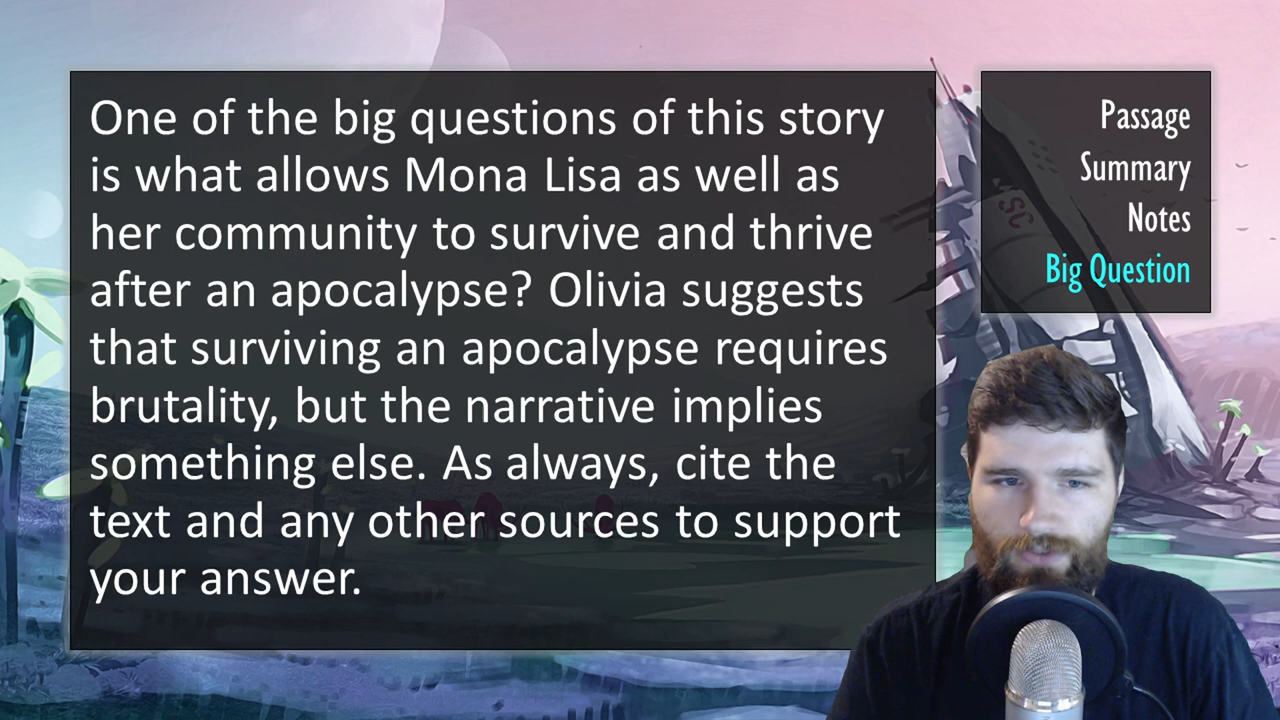 One of the big questions of this story
is what allows Mona Lisa as well as
her community to survive and thrive
after an apocalypse? Olivia suggests
that surviving an apocalypse requires
brutality, but the narrative implies
something else. As always, cite the
text and any other sources to support
your answer.
Passage
Summary
Notes
Big Question
SC